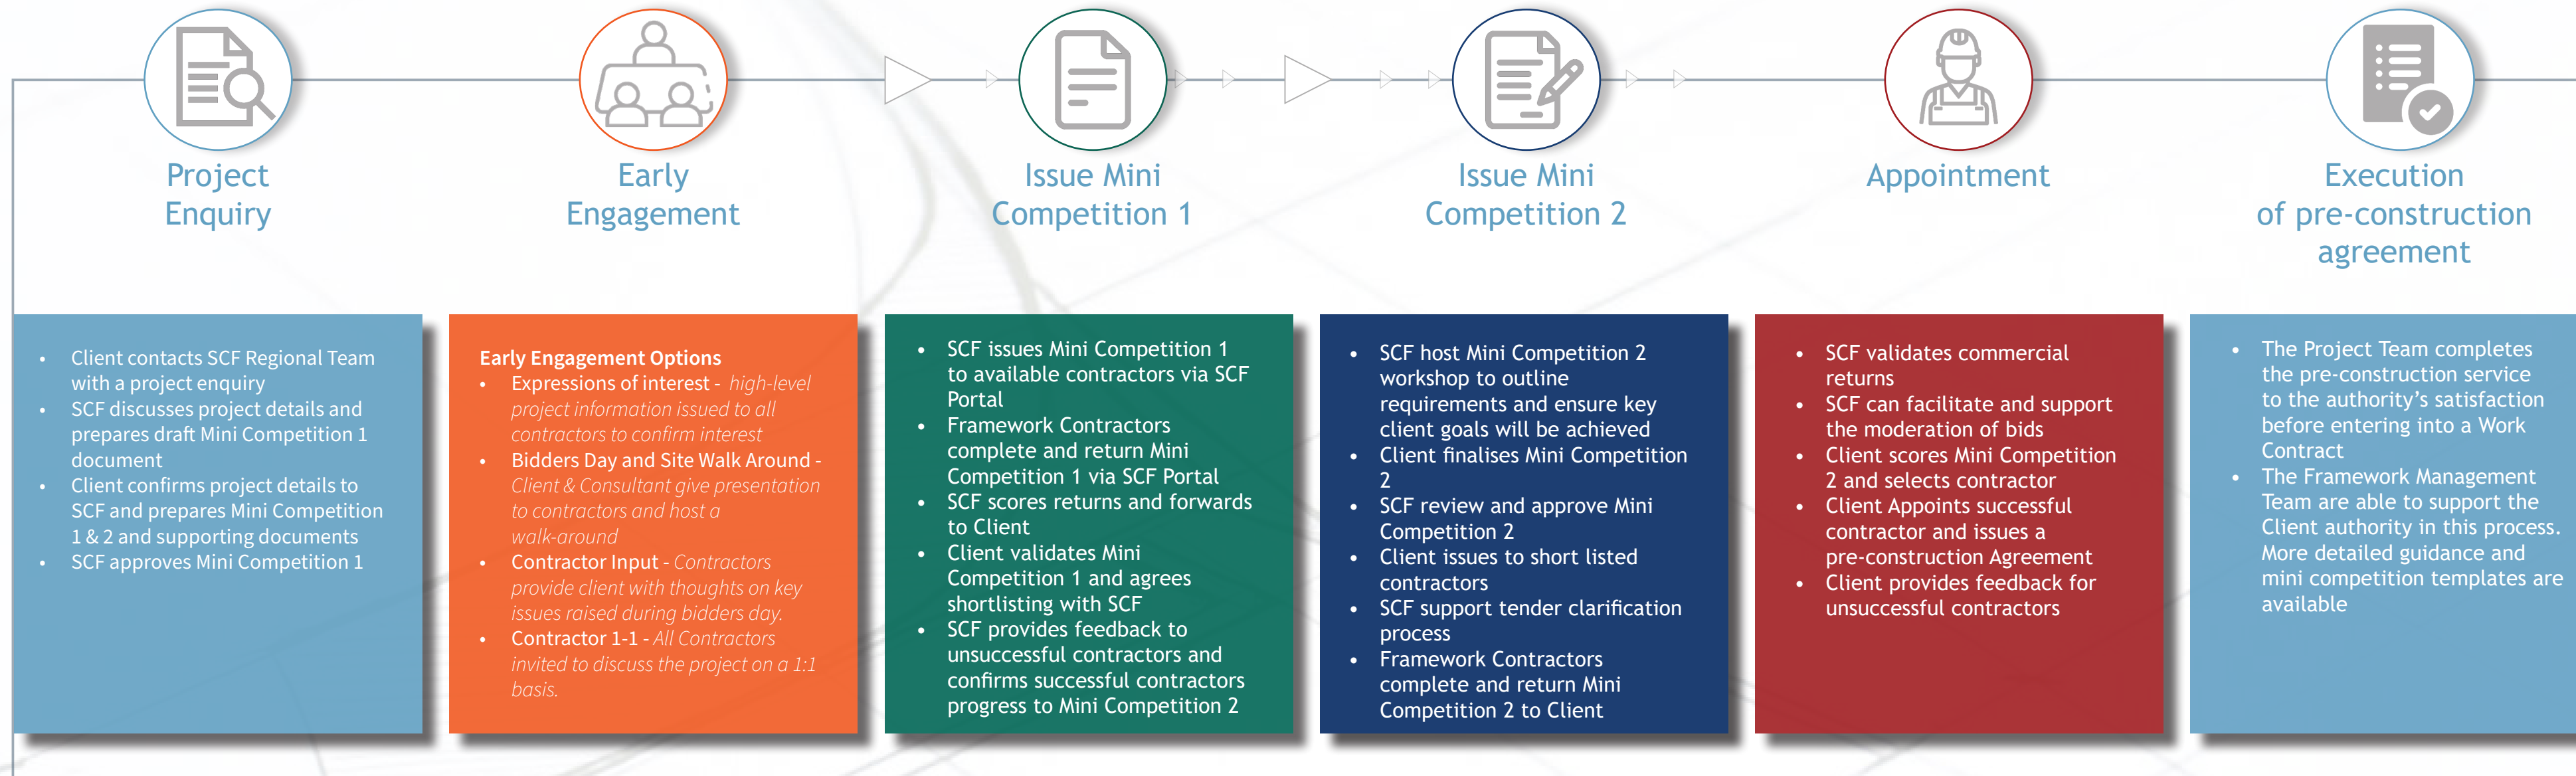 Project
Enquiry
Early
Engagement
Issue Mini
Competition 1
Issue Mini
Competition 2
Appointment
Execution
of pre-construction
agreement
• Client contacts SCF Regional Team
with a project enquiry
• SCF discusses project details and
prepares draft Mini Competition 1
document
• Client confirms project details to
SCF and prepares Mini Competition
1 & 2 and supporting documents
• SCF approves Mini Competition 1
Early Engagement Options
• Expressions of interest - high-level
project information issued to all
contractors to confirm interest
• Bidders Day and Site Walk Around -
Client & Consultant give presentation
to contractors and host a
walk-around
• Contractor Input - Contractors
provide client with thoughts on key
issues raised during bidders day.
• Contractor 1-1 - All Contractors
invited to discuss the project on a 1:1
basis.
• SCF issues Mini Competition 1
to available contractors via SCF
Portal
• Framework Contractors
complete and return Mini
Competition 1 via SCF Portal
• SCF scores returns and forwards
to Client
• Client validates Mini
Competition 1 and agrees
shortlisting with SCF
• SCF provides feedback to
unsuccessful contractors and
confirms successful contractors
progress to Mini Competition 2
• SCF host Mini Competition 2
workshop to outline
requirements and ensure key
client goals will be achieved
• Client finalises Mini Competition
2
• SCF review and approve Mini
Competition 2
• Client issues to short listed
contractors
• SCF support tender clarification
process
• Framework Contractors
complete and return Mini
Competition 2 to Client
• SCF validates commercial
returns
• SCF can facilitate and support
the moderation of bids
• Client scores Mini Competition
2 and selects contractor
• Client Appoints successful
contractor and issues a
pre-construction Agreement
• Client provides feedback for
unsuccessful contractors
• The Project Team completes
the pre-construction service
to the authority's satisfaction
before entering into a Work
Contract
• The Framework Management
Team are able to support the
Client authority in this process.
More detailed guidance and
mini competition templates are
available